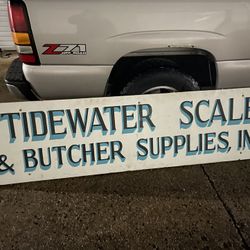 Z71
TIDEWATER SCALE
& BUTCHER SUPPLIES, IN